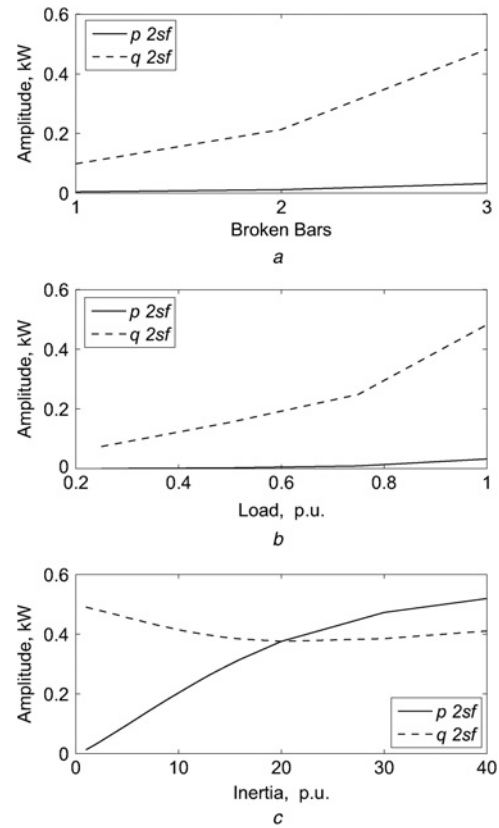 0.6
p 2sf
q 2sf
0.4
0.2
0
Amplitude, kW
1
2
3
Broken Bars
a
0.6
p 2sf
q 2sf
0.4
0.2
0
Amplitude, kW
0.2
0.4
0.6
0.8
1
Load, p.u.
b
0.6
0.4
0.2
0
Amplitude, kW
p 2sf
q 2sf
0
10
20
30
40
Inertia, p.u.
c